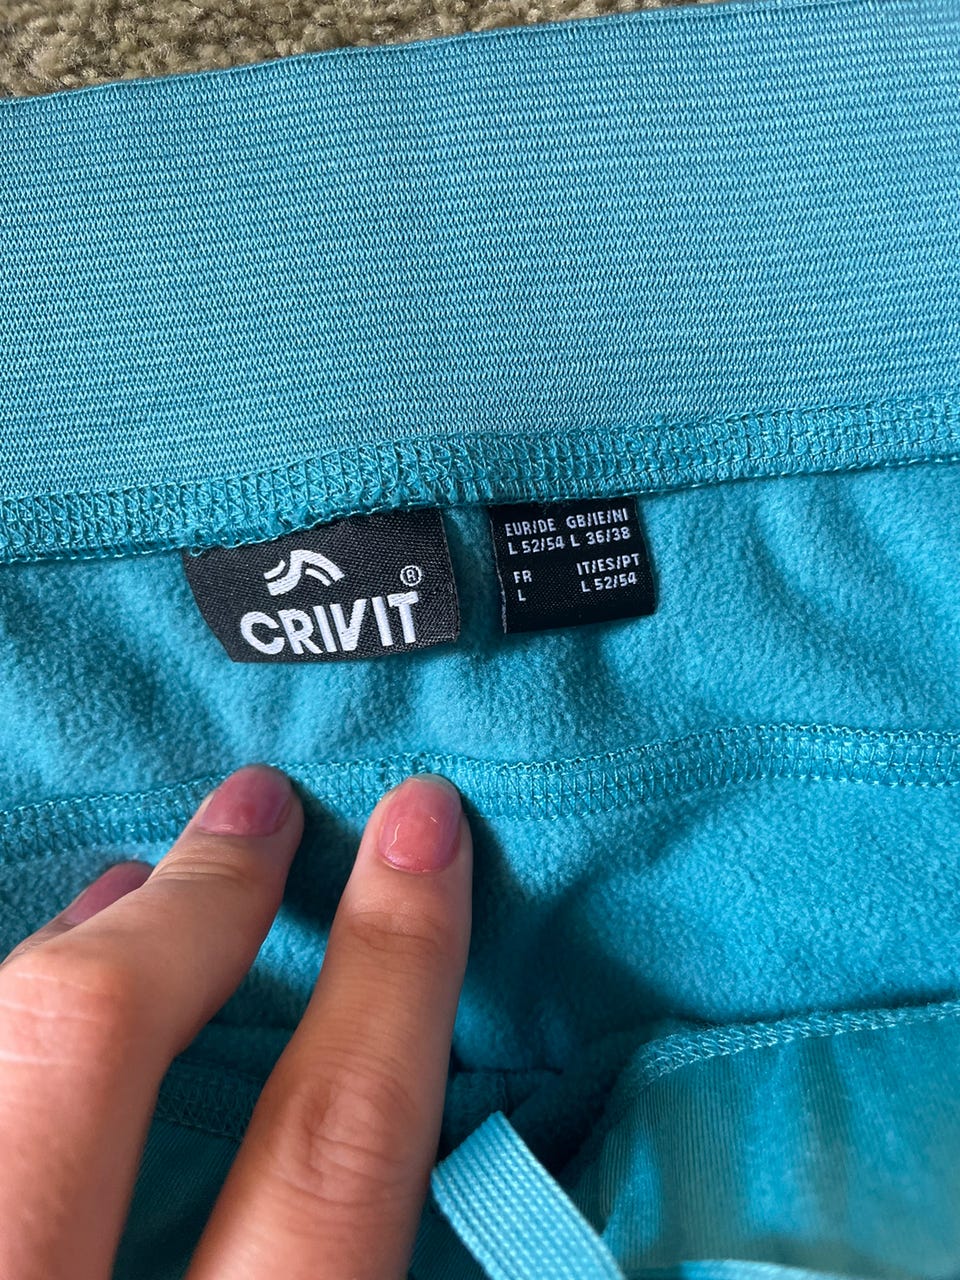 CRIVIT®
EUR/DE GB/IE/NI
L 52/54 L 36/38
FR IT/ES/PT
L L 52/54